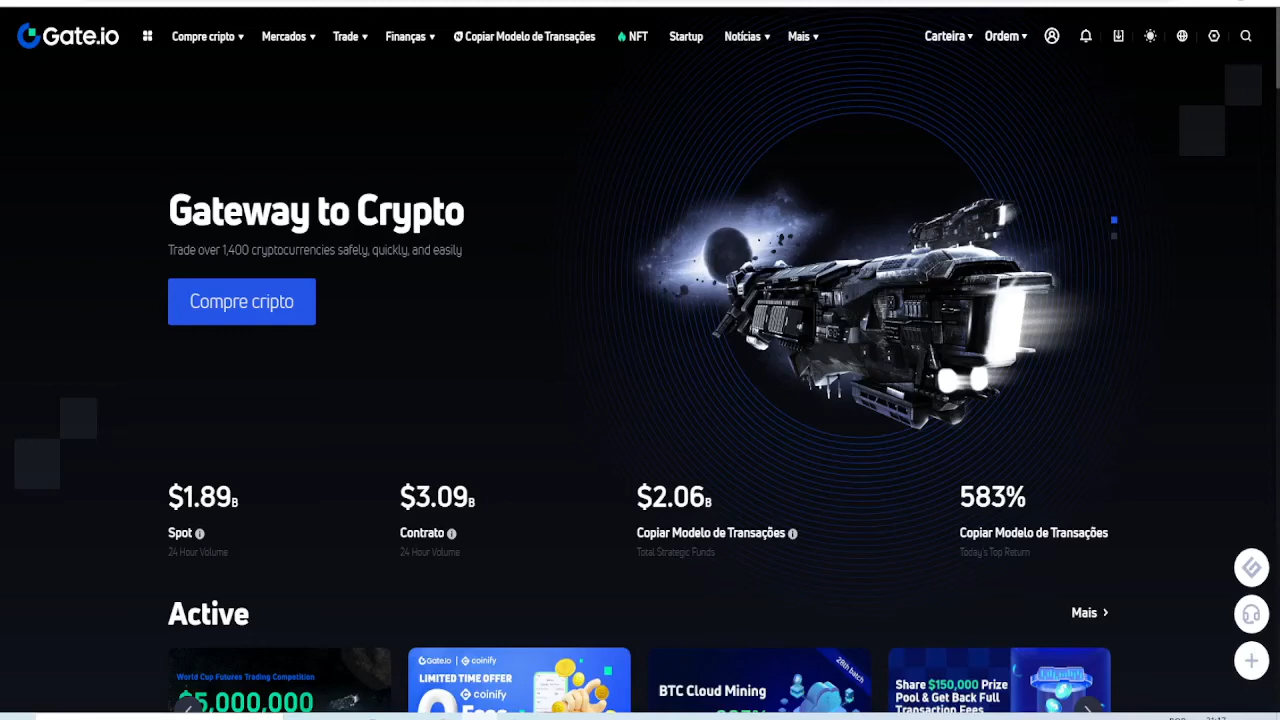 Gate.io
Compre cripto ▾ Mercados ▾ Trade ▾ Finanças ▾ Copiar Modelo de Transações NFT Startup Notícias ▾ Mais ▾ Carteira ▾ Ordem ▾
Gateway to Crypto
Trade over 1,400 cryptocurrencies safely, quickly, and easily
Compre cripto
$1.89B $3.09B $2.06B 583%
Spot Contrato Copiar Modelo de Transações Copiar Modelo de Transações
24 Hour Volume 24 Hour Volume Total Strategic Funds Today's Top Return
Active Mais >
World Cup Futures Trading Competition
$5,000,000
Gate.io | coinify
LIMITED TIME OFFER
coinify
0 Fees
28th batch
BTC Cloud Mining
Share $150,000 Prize
Pool & Get Back Full
Transaction Fees